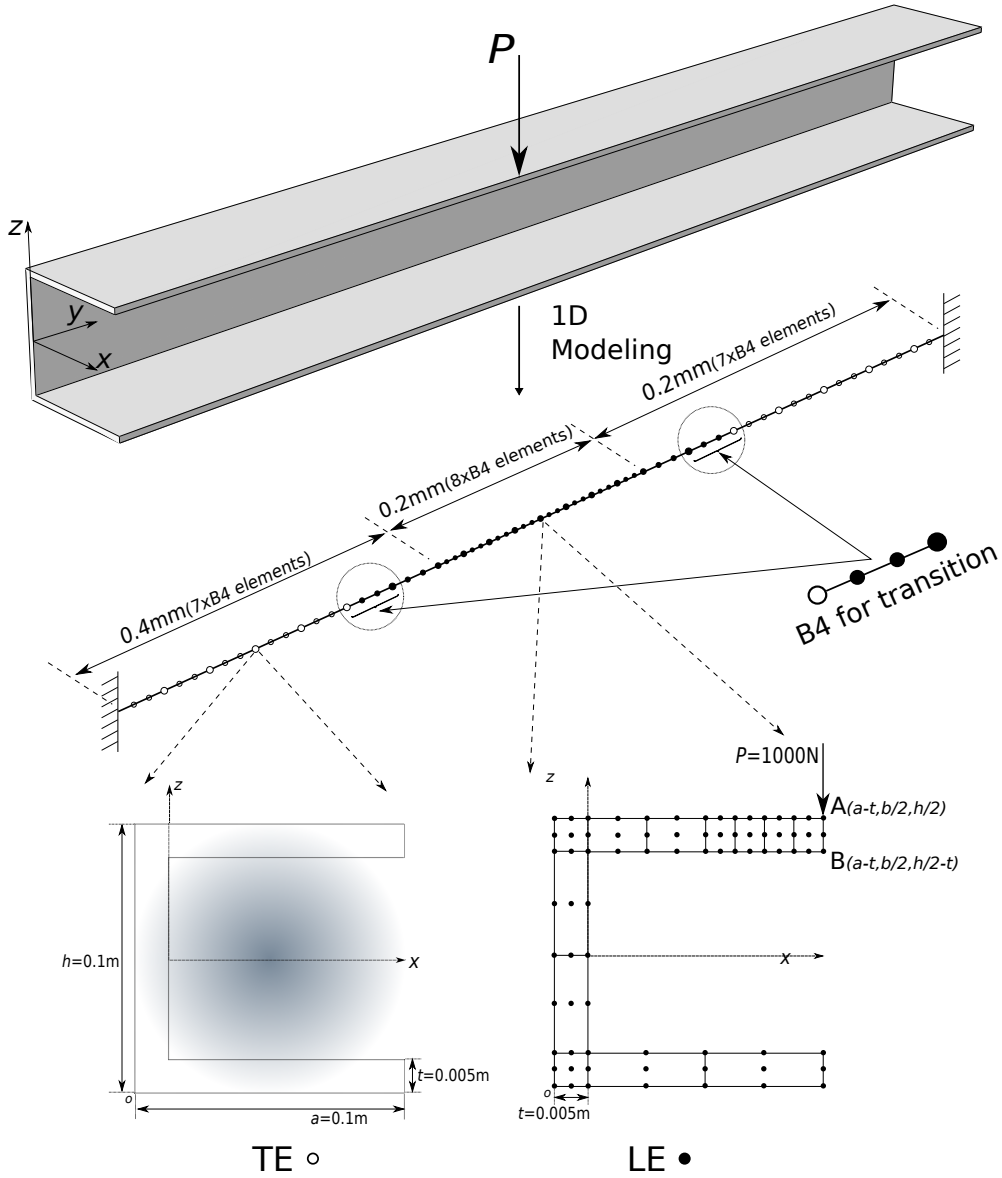 P
z
y
x
1D
Modeling
0.2mm(7xB4 elements)
0.2mm(8xB4 elements)
0.4mm(7xB4 elements)
B4 for transition
P=1000N
z
z
A(a-t,b/2,h/2)
B(a-t,b/2,h/2-t)
h=0.1m
x
x
t=0.005m
o
a=0.1m
o
t=0.005m
TE
LE